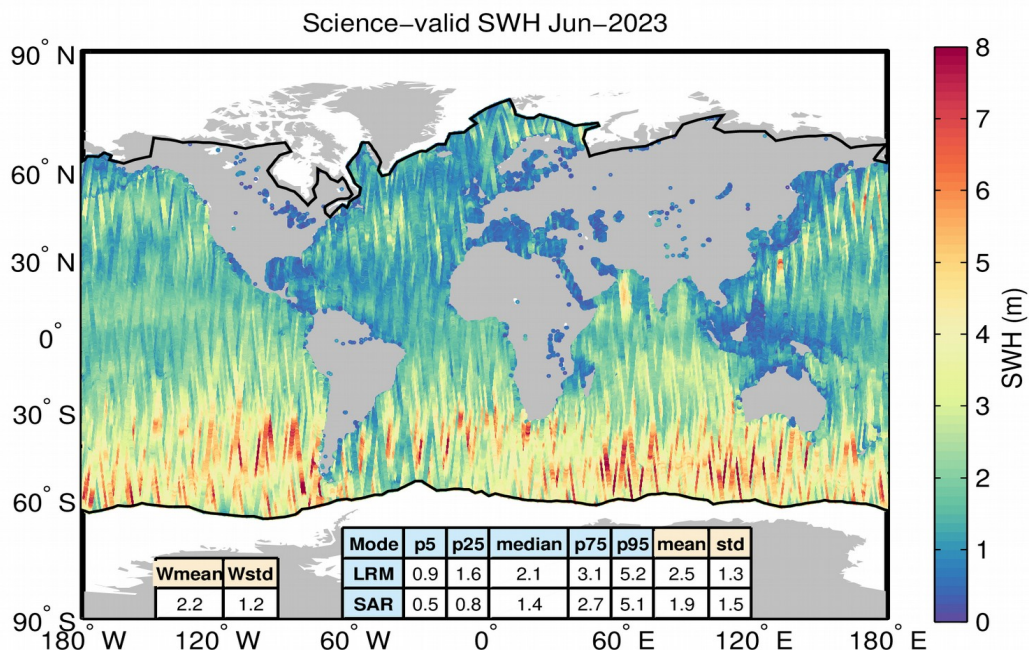 Science−valid SWH Jun−2023
90° N
60° N
30° N
0°
30° S
60° S
90° S
180° W
120° W
60° W
0°
60° E
120° E
180° E
Wmean Wstd
2.2 1.2
Mode p5 p25 median p75 p95 mean std
LRM 0.9 1.6 2.1 3.1 5.2 2.5 1.3
SAR 0.5 0.8 1.4 2.7 5.1 1.9 1.5
8
7
6
5
4
3
2
1
0
SWH (m)